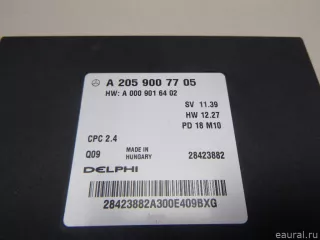 A 205 900 77 05
HW: A 000 901 64 02
SV 11.39
HW 12.27
PD 18 M10
CPC 2.4
Q09
MADE IN
HUNGARY
28423882
DELPHI
28423882A300E409BXG
eaural.ru